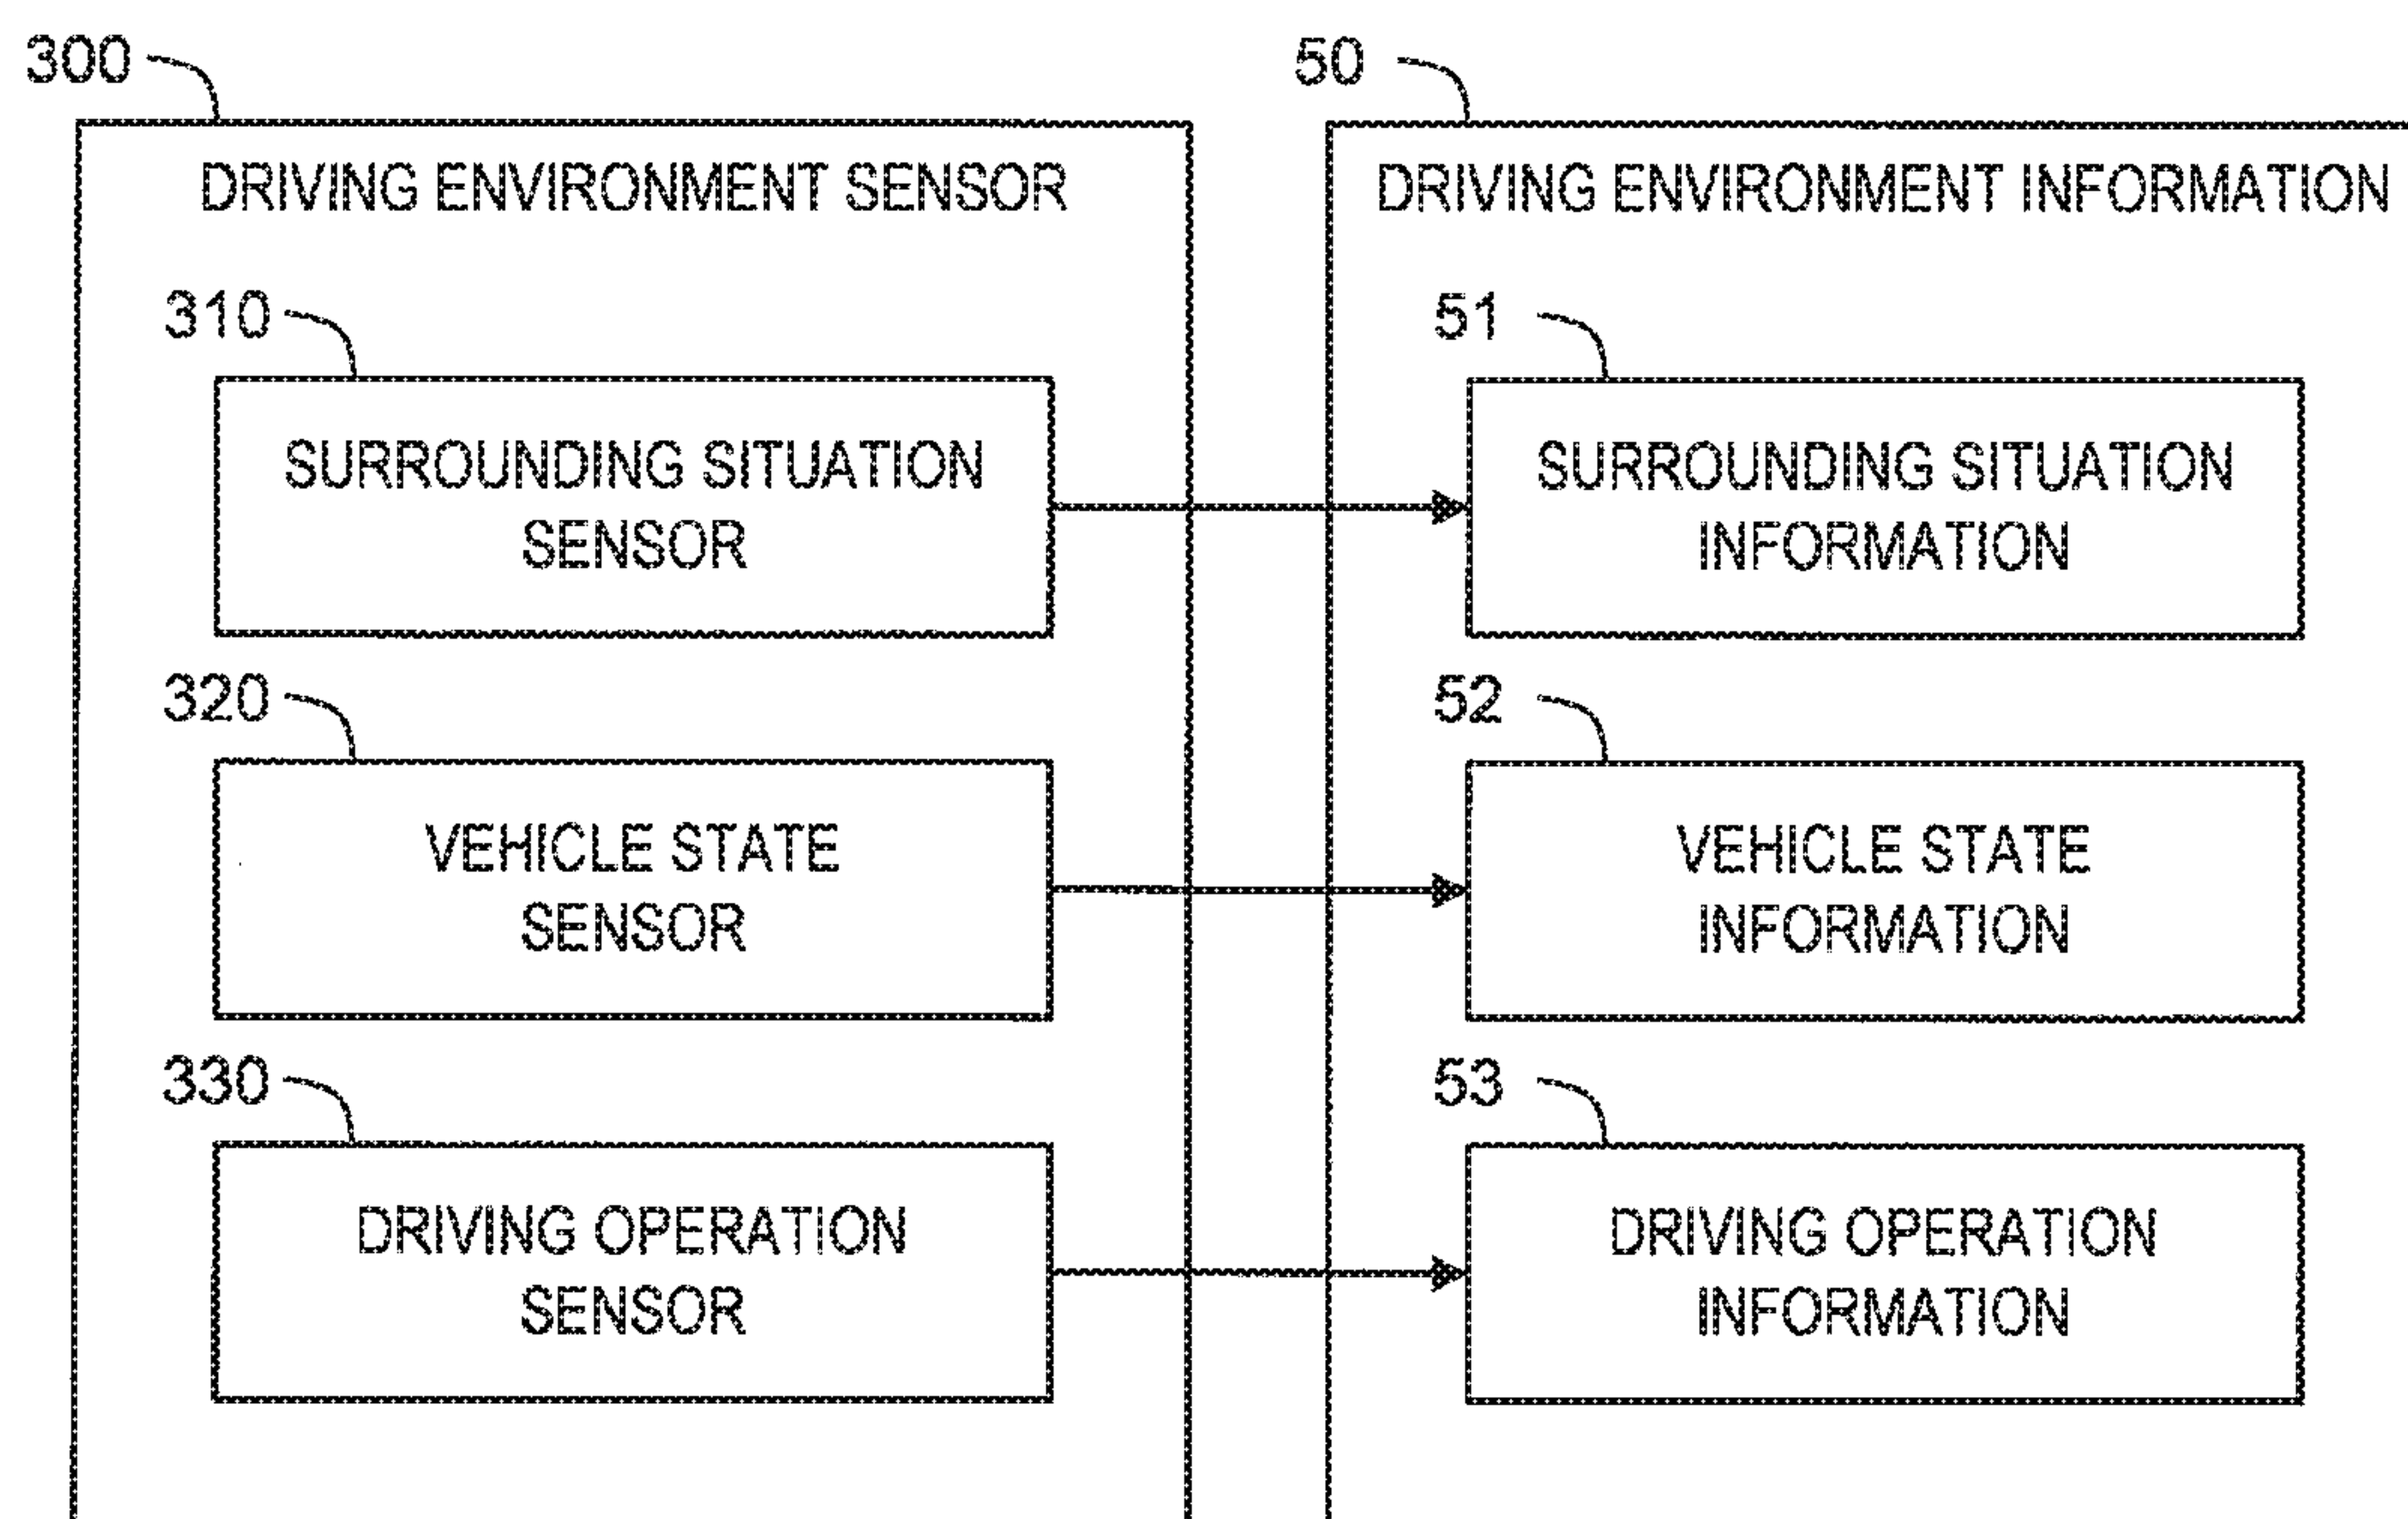 300
50
DRIVING ENVIRONMENT SENSOR
DRIVING ENVIRONMENT INFORMATION
310
51
SURROUNDING SITUATION
SENSOR
SURROUNDING SITUATION
INFORMATION
320
52
VEHICLE STATE
SENSOR
VEHICLE STATE
INFORMATION
330
53
DRIVING OPERATION
SENSOR
DRIVING OPERATION
INFORMATION